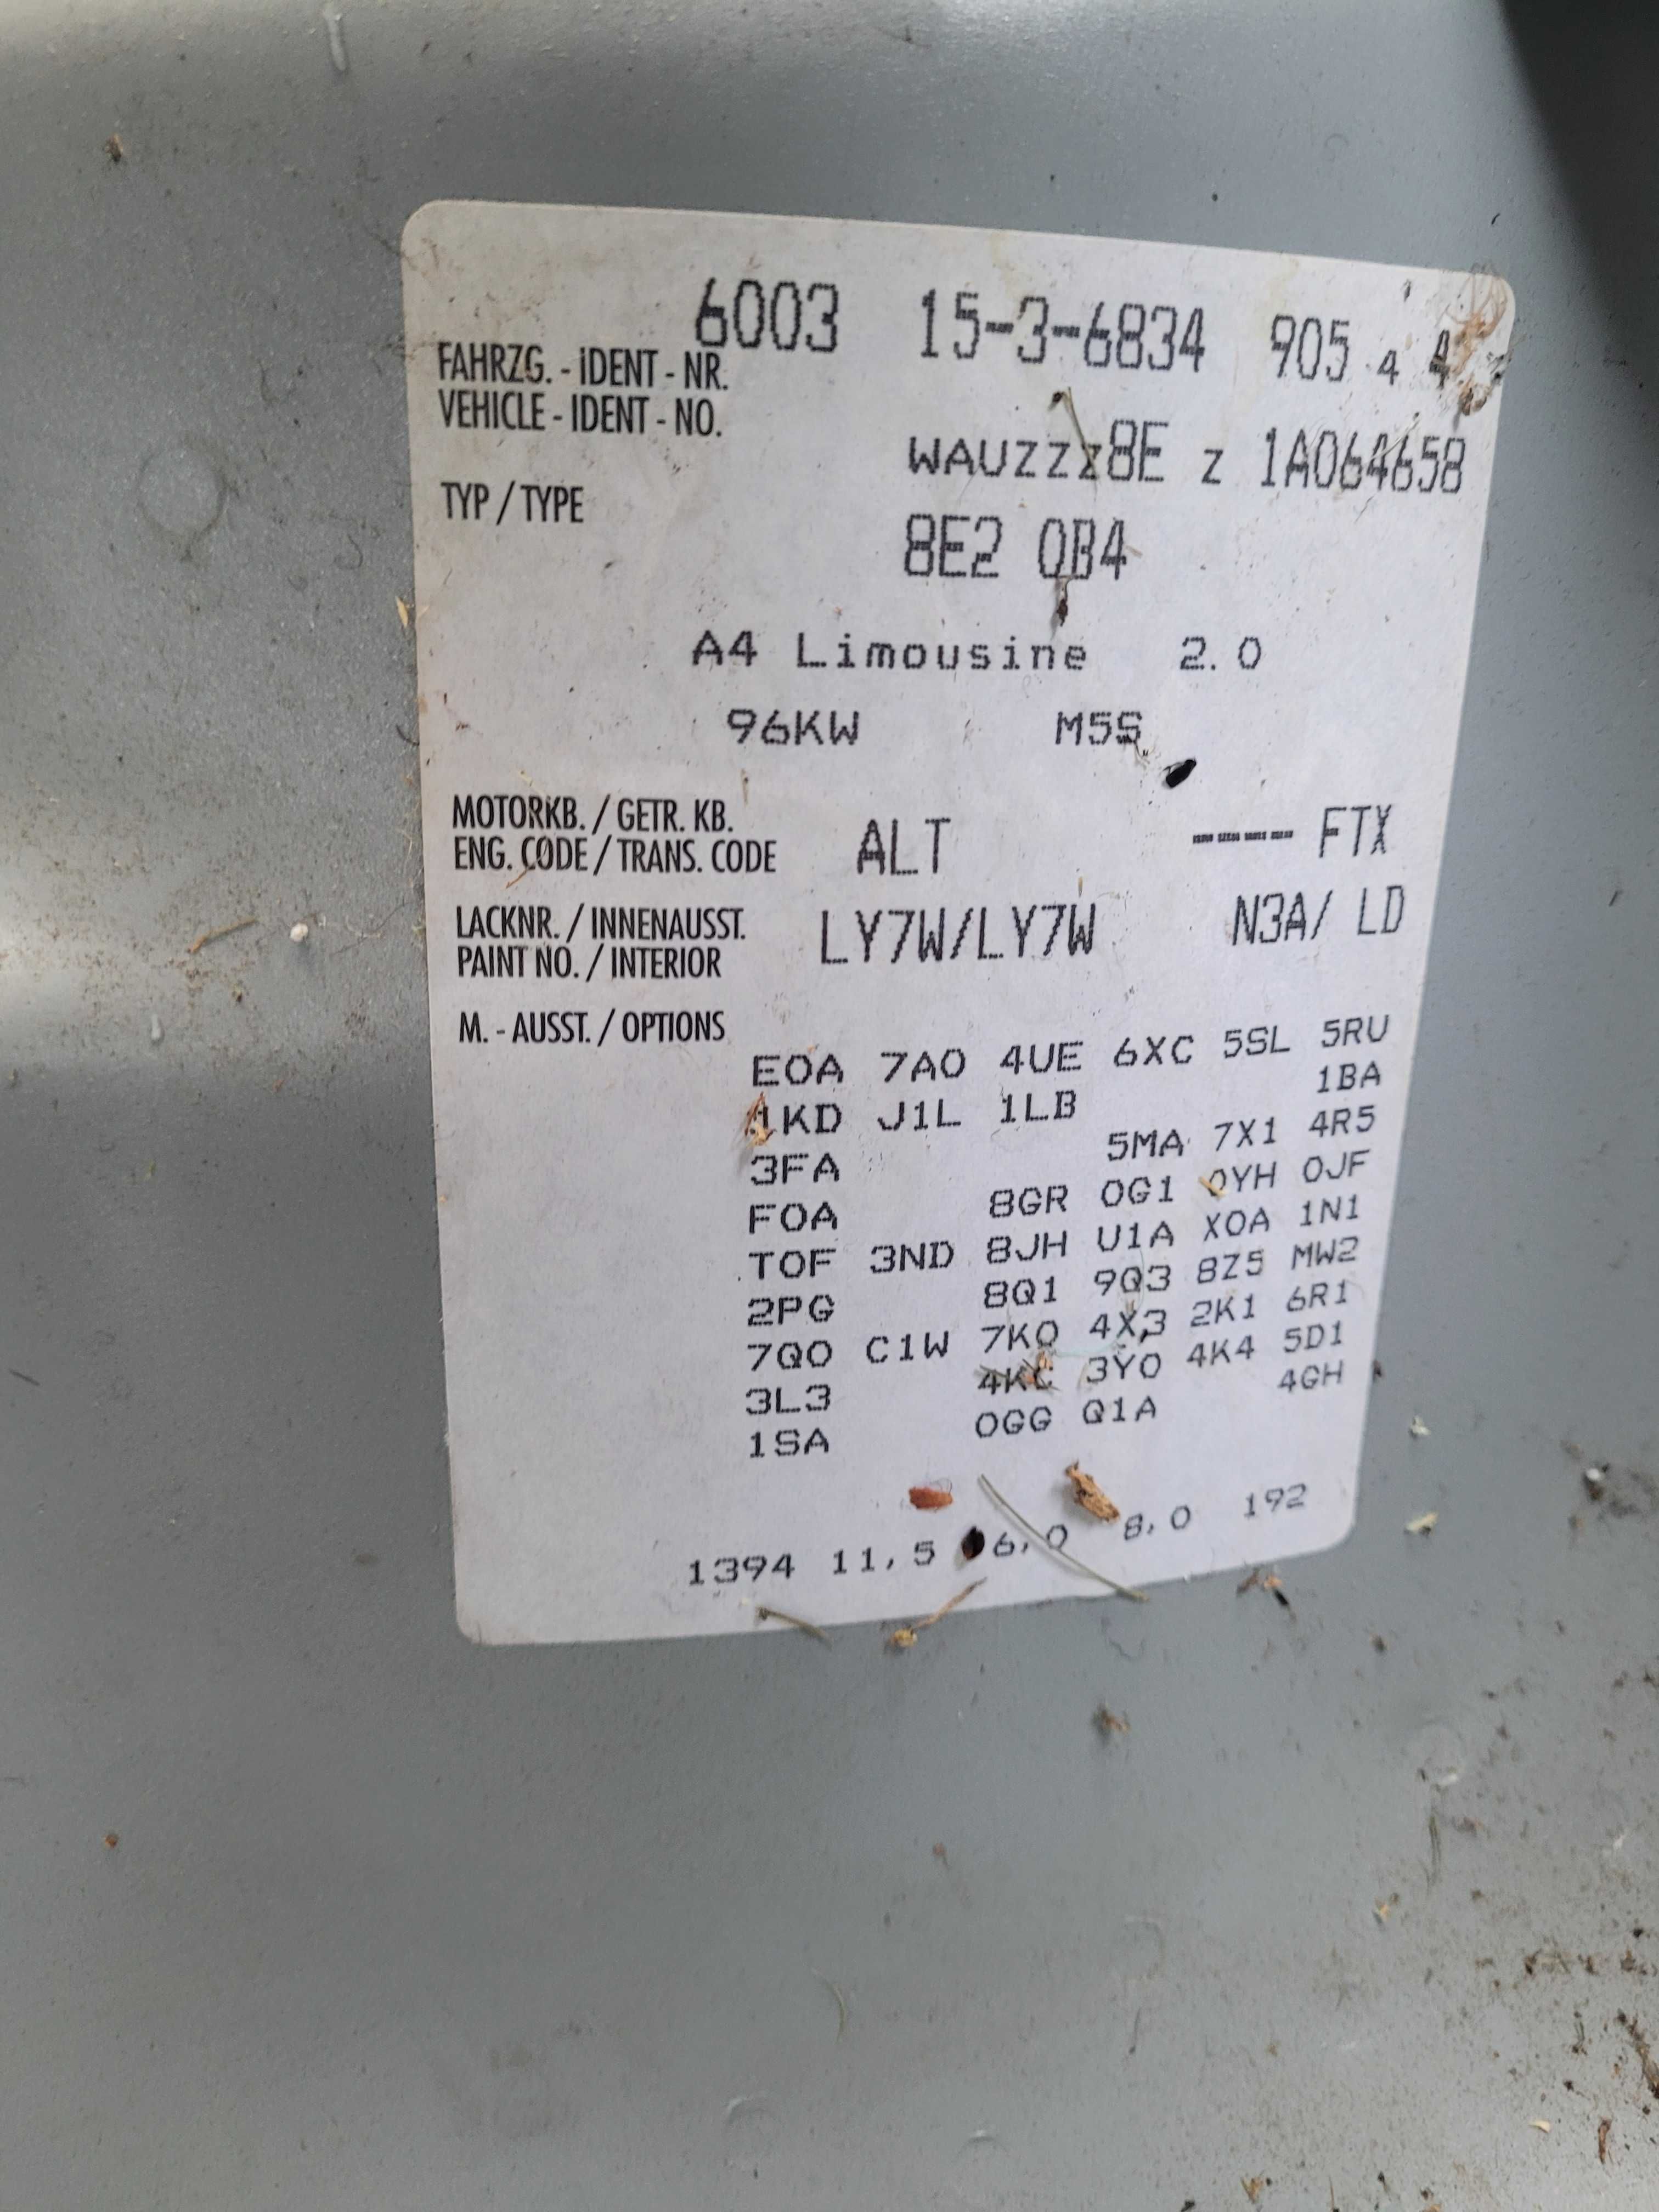 6003 15-3-6834 905 4 4
FAHRZG. - IDENT - NR.
VEHICLE - IDENT - NO.
WAUZZZ8E Z 1A064658
TYP / TYPE
8E2 0B4
A4 Limousine 2.0
96KW M5S
MOTORKB. / GETR. KB.
ENG. CODE / TRANS. CODE
ALT ---- FTX
LACKNR. / INNENAUSST.
PAINT NO. / INTERIOR
LY7W/LY7W N3A/ LD
M. - AUSST. / OPTIONS
E0A 7A0 4UE 6XC 5SL 5RU
1KD J1L 1LB 1BA
3FA 5MA 7X1 4R5
F0A 8GR 0G1 0YH 0JF
T0F 3ND 8JH U1A X0A 1N1
2PG 8Q1 9Q3 8Z5 MW2
7Q0 C1W 7K0 4X3 2K1 6R1
3L3 4KC 3Y0 4K4 5D1
1SA 0GG Q1A 4GH
1394 11,5 6,0 8,0 192